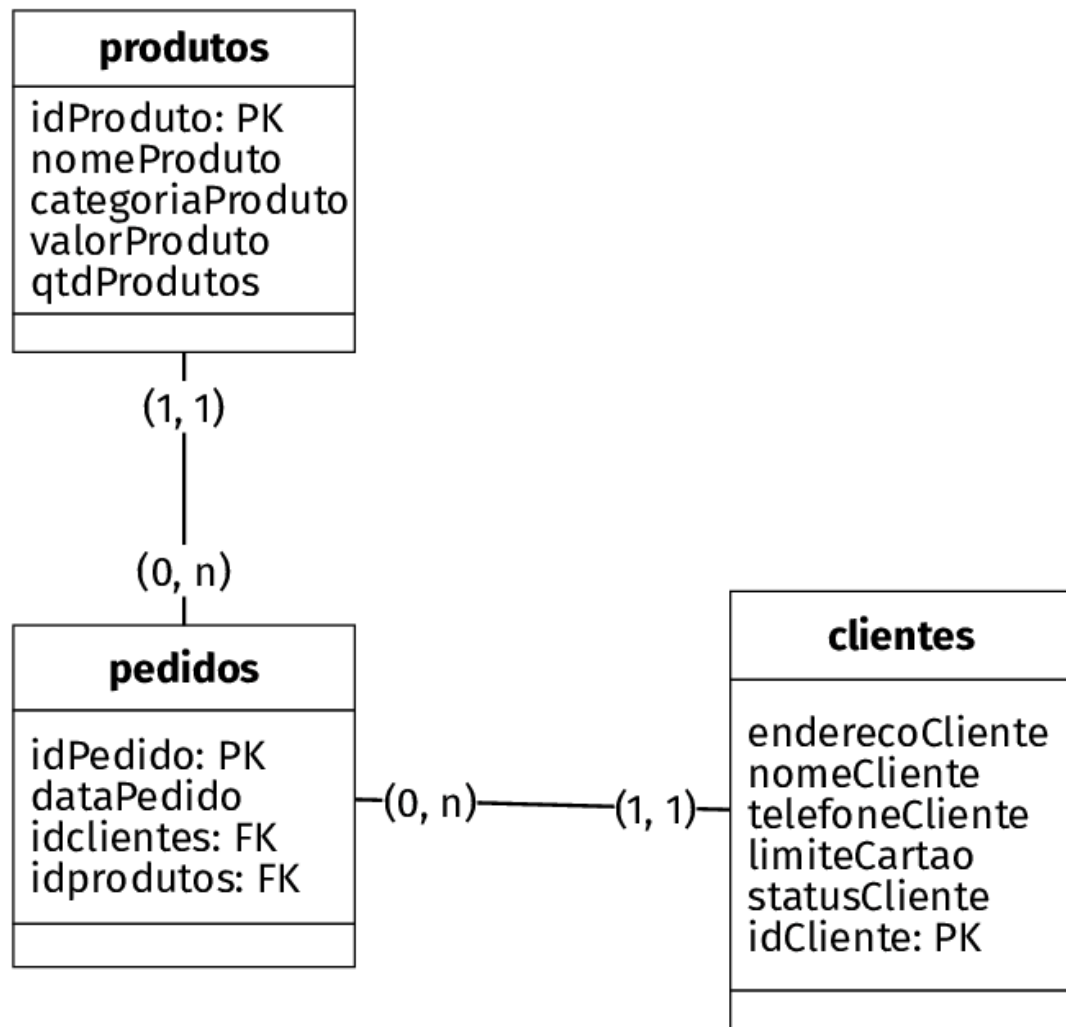 produtos
idProduto: PK
nomeProduto
categoriaProduto
valorProduto
qtdProdutos
(1, 1)
(0, n)
pedidos
idPedido: PK
dataPedido
idclientes: FK
idprodutos: FK
(0, n)
(1, 1)
clientes
enderecoCliente
nomeCliente
telefoneCliente
limiteCartao
statusCliente
idCliente: PK